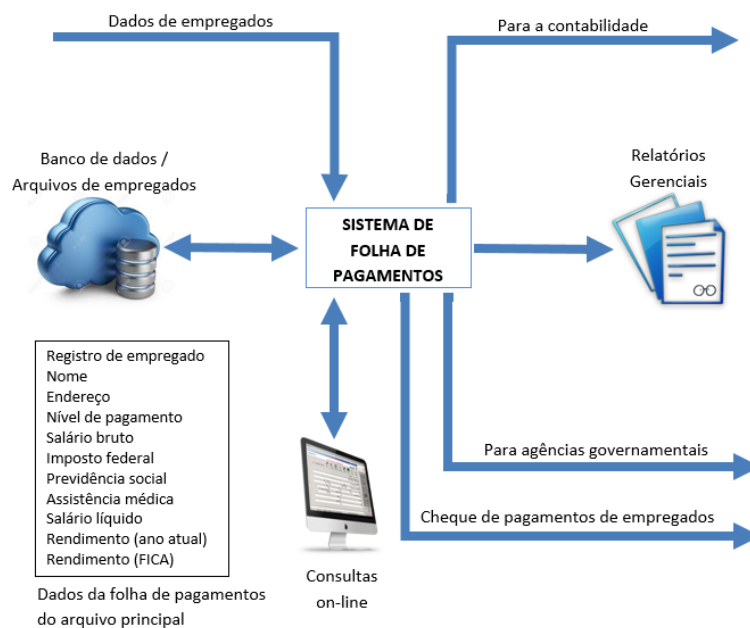 Dados de empregados
Para a contabilidade
Banco de dados /
Arquivos de empregados
Relatórios
Gerenciais
SISTEMA DE
FOLHA DE
PAGAMENTOS
Registro de empregado
Nome
Endereço
Nível de pagamento
Salário bruto
Imposto federal
Previdência social
Assistência médica
Salário líquido
Rendimento (ano atual)
Rendimento (FICA)
Dados da folha de pagamentos
do arquivo principal
Consultas
on-line
Para agências governamentais
Cheque de pagamentos de empregados